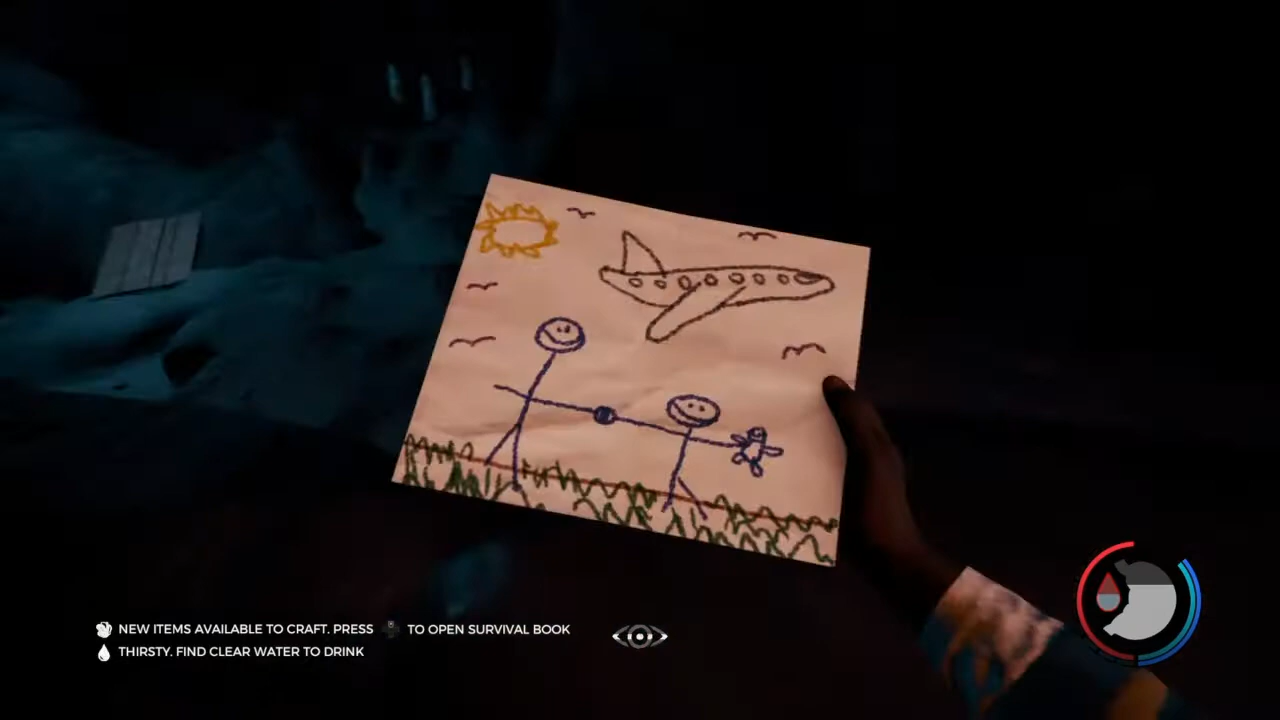 NEW ITEMS AVAILABLE TO CRAFT. PRESS TO OPEN SURVIVAL BOOK
THIRSTY. FIND CLEAR WATER TO DRINK